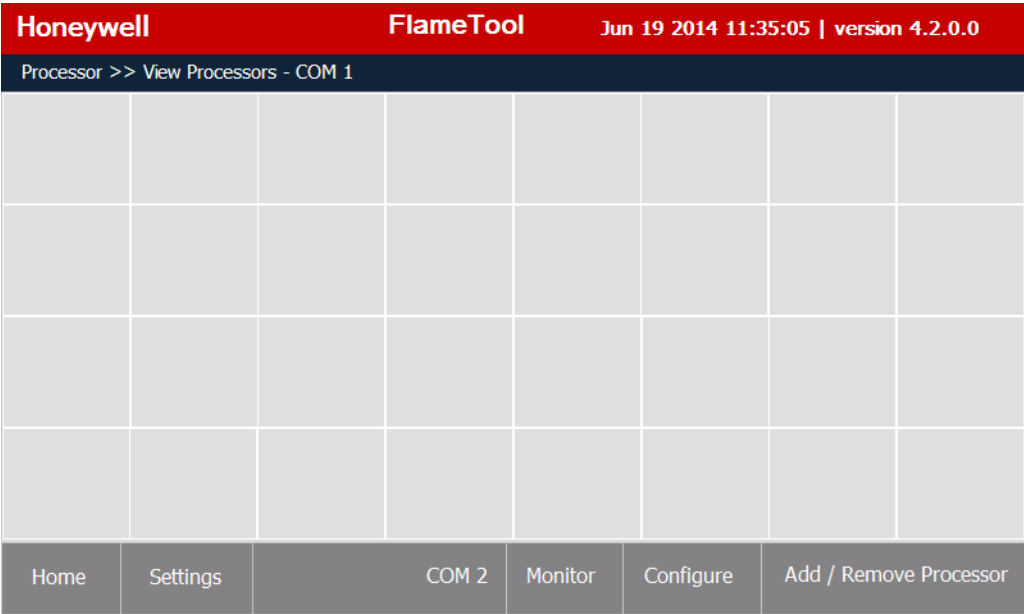 Honeywell FlameTool Jun 19 2014 11:35:05 | version 4.2.0.0
Processor >> View Processors - COM 1
Home Settings COM 2 Monitor Configure Add / Remove Processor